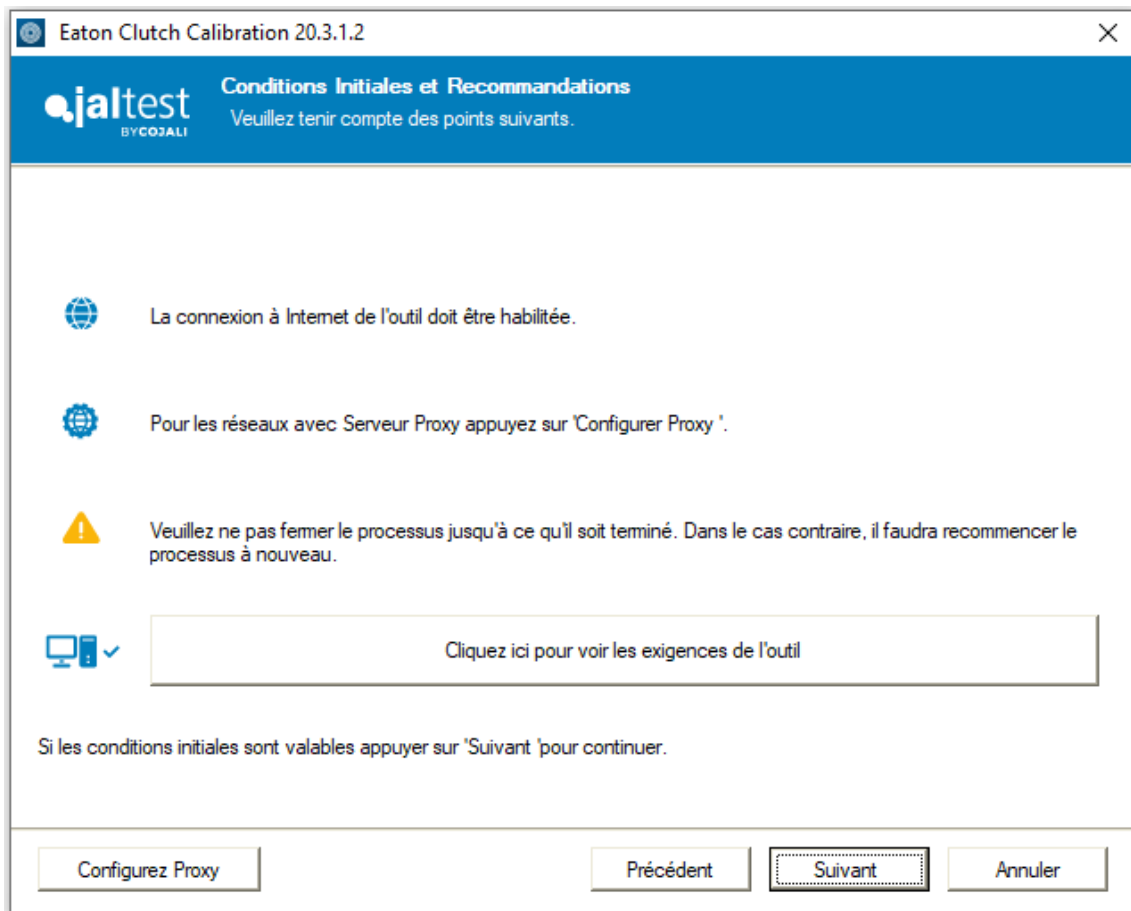 Eaton Clutch Calibration 20.3.1.2
jaltest
BY COJALI
Conditions Initiales et Recommandations
Veuillez tenir compte des points suivants.
La connexion à Internet de l'outil doit être habilitée.
Pour les réseaux avec Serveur Proxy appuyez sur 'Configurer Proxy '.
Veuillez ne pas fermer le processus jusqu'à ce qu'il soit terminé. Dans le cas contraire, il faudra recommencer le
processus à nouveau.
Cliquez ici pour voir les exigences de l'outil
Si les conditions initiales sont valables appuyer sur 'Suivant 'pour continuer.
Configurez Proxy
Précédent
Suivant
Annuler